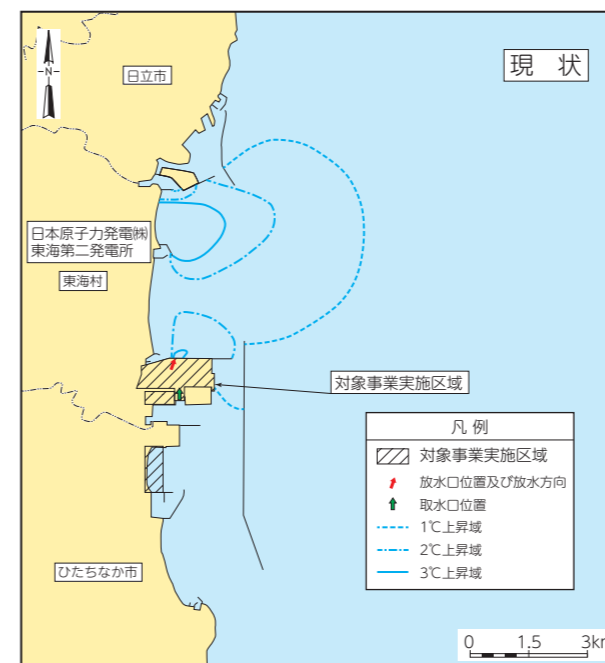 現 状
N
日立市
日本原子力発電㈱
東海第二発電所
東海村
対象事業実施区域
凡 例
対象事業実施区域
放水口位置及び放水方向
取水口位置
1℃上昇域
2℃上昇域
3℃上昇域
ひたちなか市
0 1.5 3km